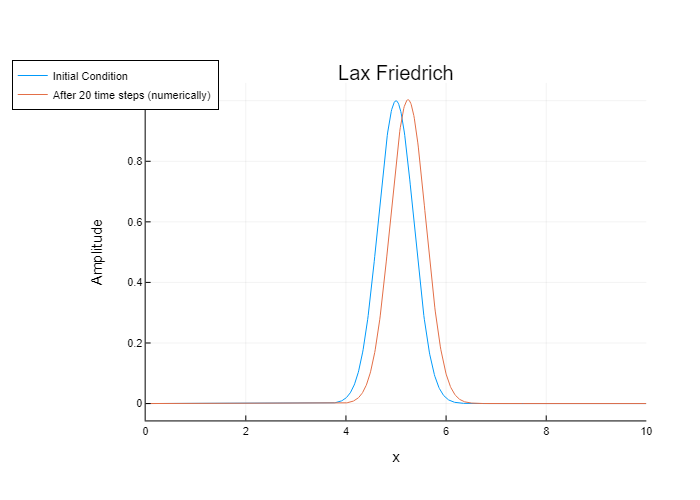 Lax Friedrich
Initial Condition
After 20 time steps (numerically)
0.8
0.6
0.4
0.2
0
Amplitude
0 2 4 6 8 10
x